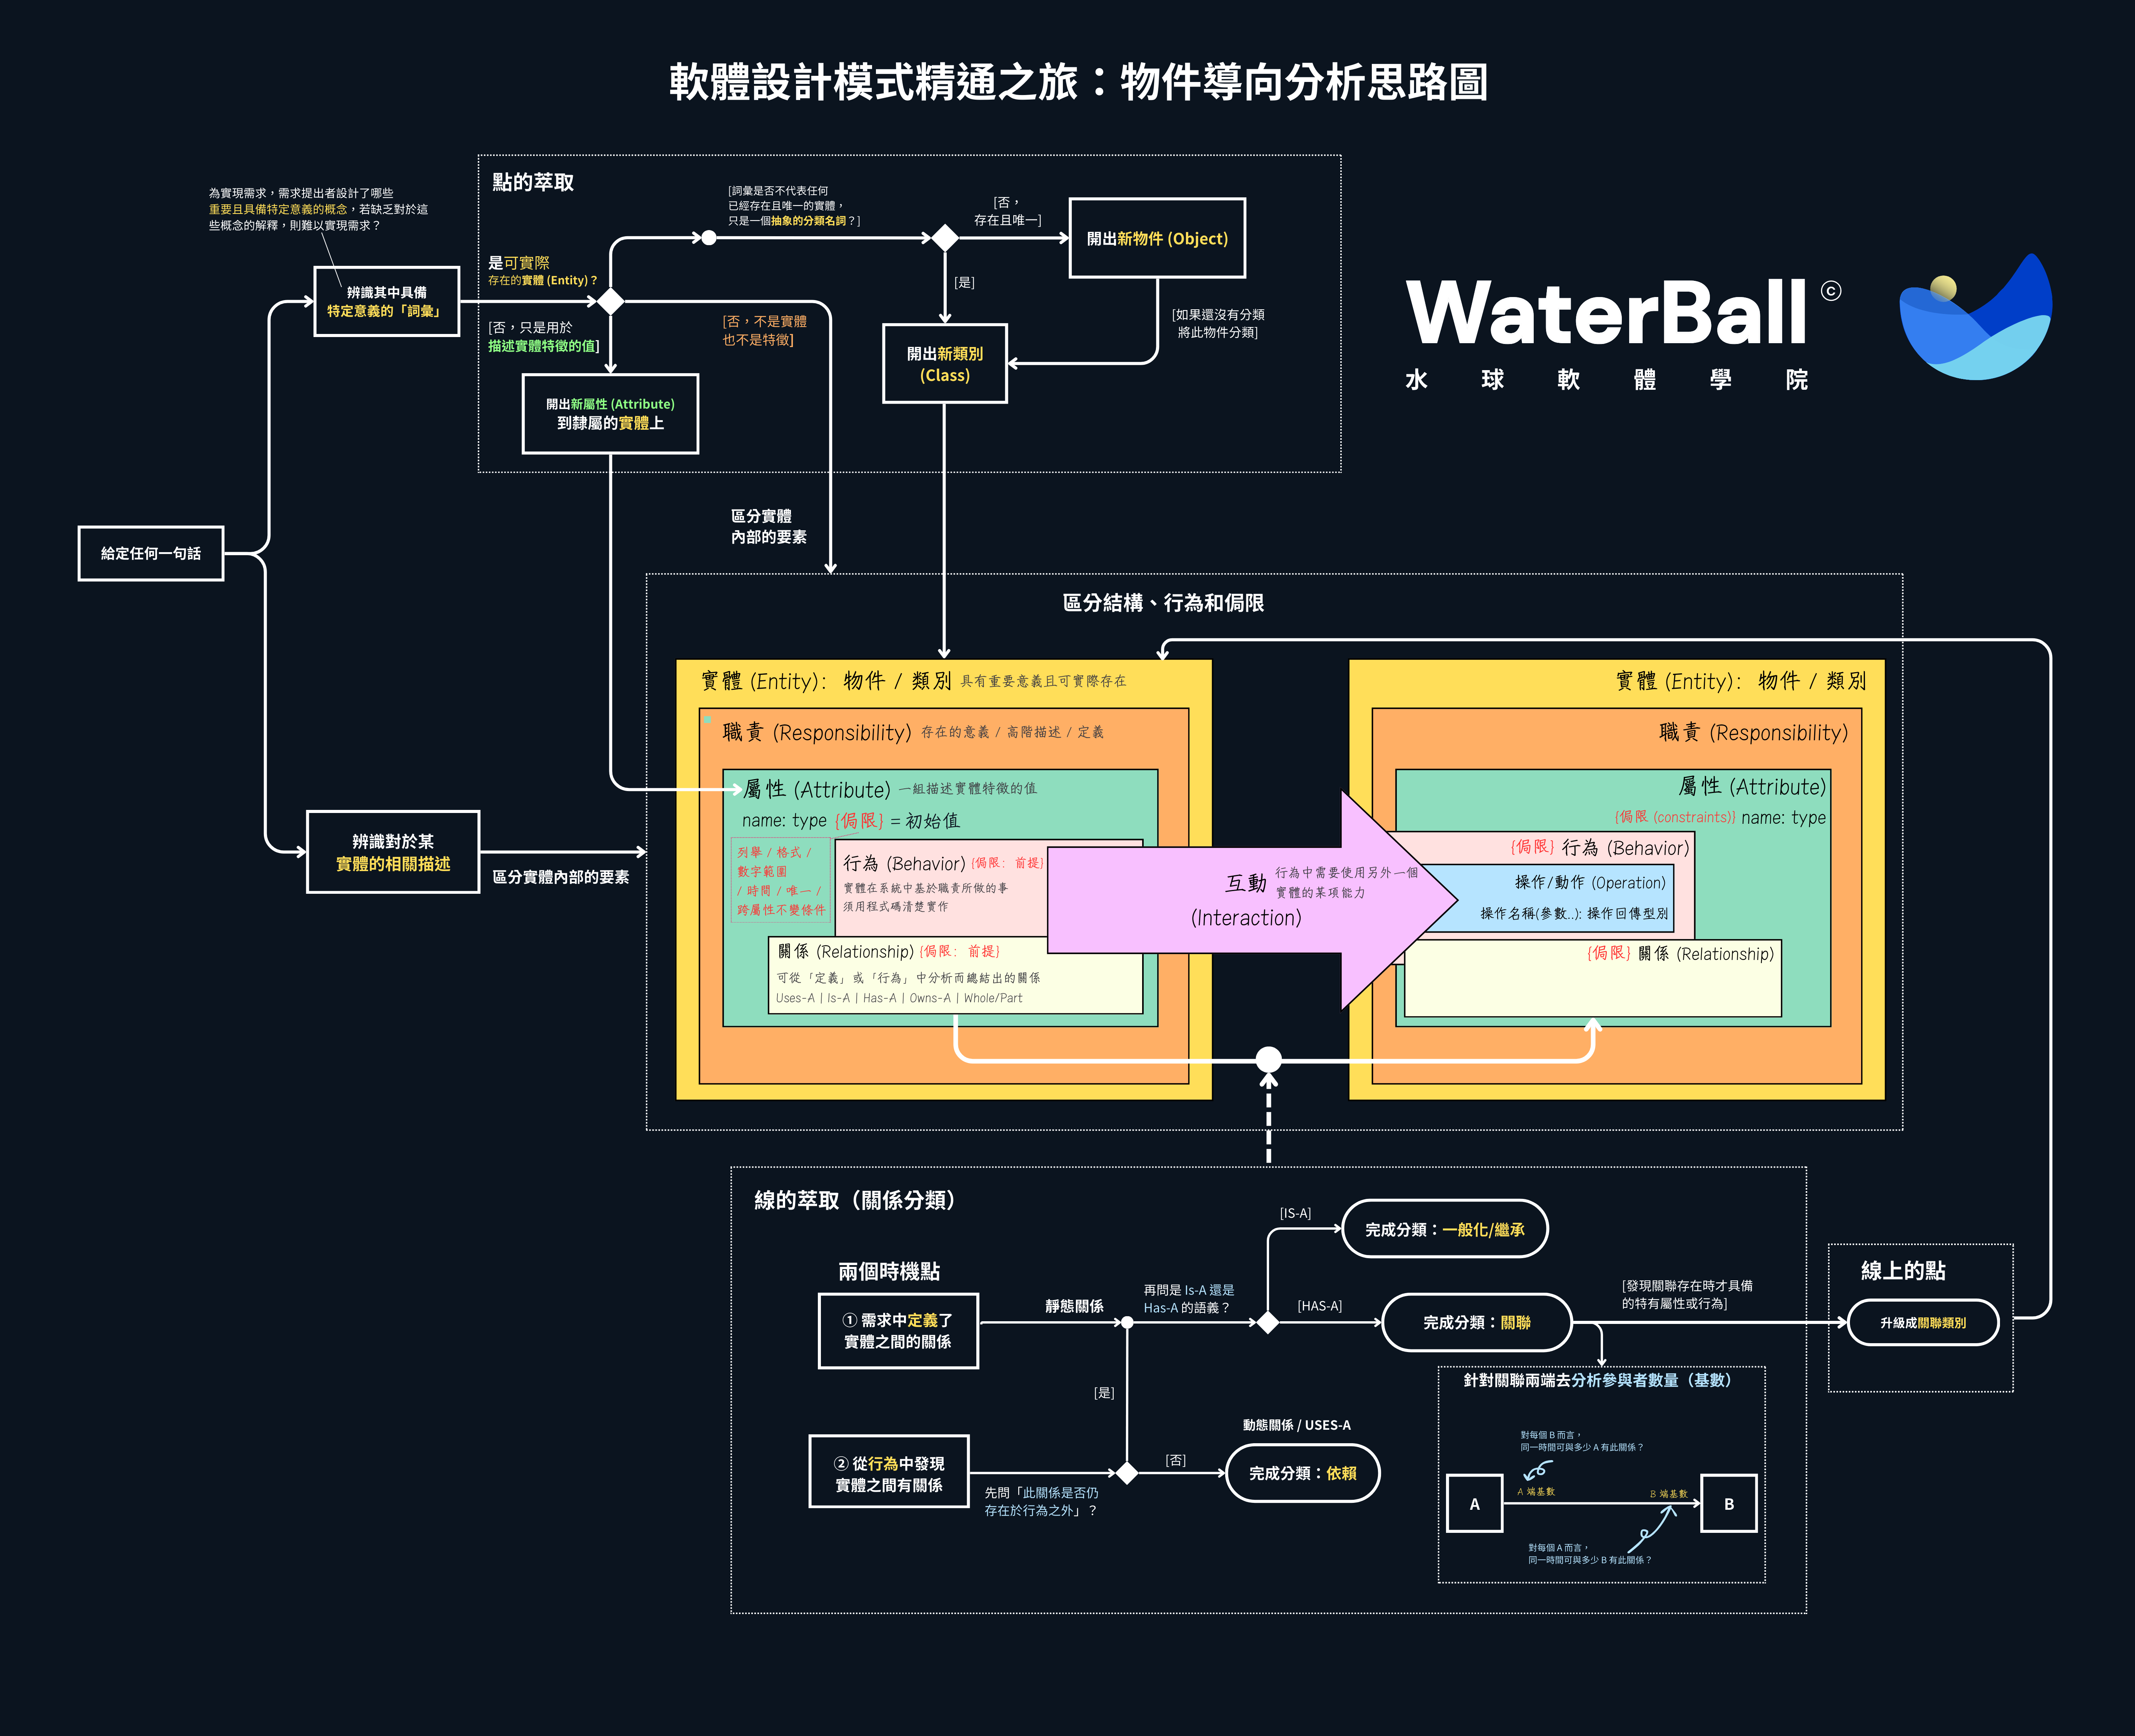 軟體設計模式精通之旅：物件導向分析思路圖
為實現需求，需求提出者設計了哪些
重要且具備特定意義的概念，若缺乏對於這
些概念的解釋，則難以實現需求？
辨識其中具備
特定意義的「詞彙」
點的萃取
是可實際
存在的實體 (Entity)？
[否，只是用於
描述實體特徵的值]
開出新屬性 (Attribute)
到隸屬的實體上
[否，不是實體
也不是特徵]
[詞彙是否不代表任何
已經存在且唯一的實體，
只是一個抽象的分類名詞？]
[否，
存在且唯一]
開出新物件 (Object)
[是]
開出新類別
(Class)
[如果還沒有分類
將此物件分類]
WaterBall ©
水球軟體學院
給定任何一句話
區分實體
內部的要素
辨識對於某
實體的相關描述
區分實體內部的要素
區分結構、行為和侷限
實體 (Entity)： 物件 / 類別 具有重要意義且可實際存在
職責 (Responsibility) 存在的意義 / 高階描述 / 定義
屬性 (Attribute) 一組描述實體特徵的值
name: type {侷限} = 初始值
列舉 / 格式 /
數字範圍
/ 時間 / 唯一 /
跨屬性不變條件
行為 (Behavior) {侷限： 前提}
實體在系統中基於職責所做的事
須用程式碼清楚實作
關係 (Relationship) {侷限： 前提}
可從「定義」或「行為」中分析而總結出的關係
Uses-A | Is-A | Has-A | Owns-A | Whole/Part
互動
(Interaction)
行為中需要使用另外一個
實體的某項能力
實體 (Entity)： 物件 / 類別
職責 (Responsibility)
屬性 (Attribute)
{侷限 (constraints)} name: type
{侷限} 行為 (Behavior)
操作/動作 (Operation)
操作名稱(參數..): 操作回傳型別
{侷限} 關係 (Relationship)
線的萃取（關係分類）
兩個時機點
① 需求中定義了
實體之間的關係
靜態關係
再問是 Is-A 還是
Has-A 的語義？
[IS-A]
完成分類：一般化/繼承
[HAS-A]
完成分類：關聯
[發現關聯存在時才具備
的特有屬性或行為]
線上的點
升級成關聯類別
[是]
② 從行為中發現
實體之間有關係
先問「此關係是否仍
存在於行為之外」？
[否]
動態關係 / USES-A
完成分類：依賴
針對關聯兩端去分析參與者數量（基數）
對每個 B 而言，
同一時間可與多少 A 有此關係？
A
A 端基數
B 端基數
B
對每個 A 而言，
同一時間可與多少 B 有此關係？